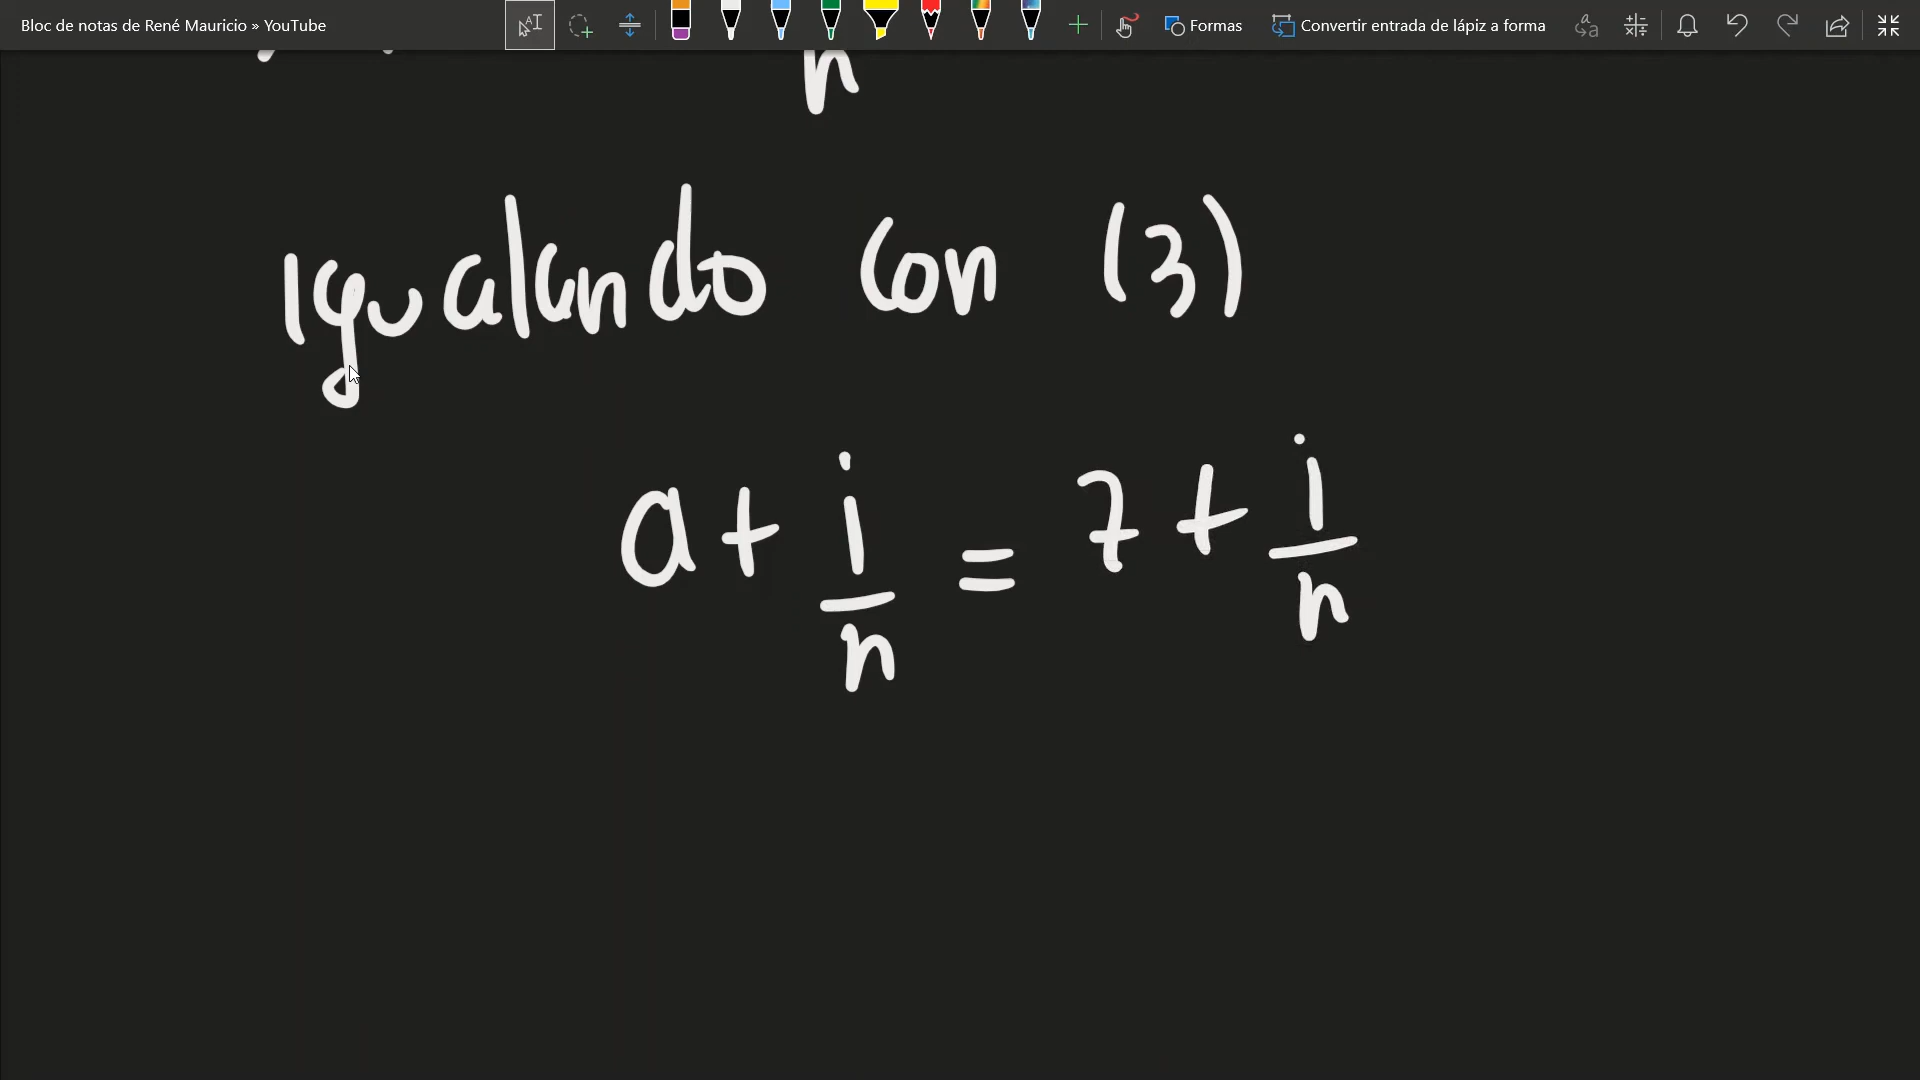 Bloc de notas de René Mauricio » YouTube
Formas
Convertir entrada de lápiz a forma
n
Igualando con (3)
a + i/n = 7 + i/n